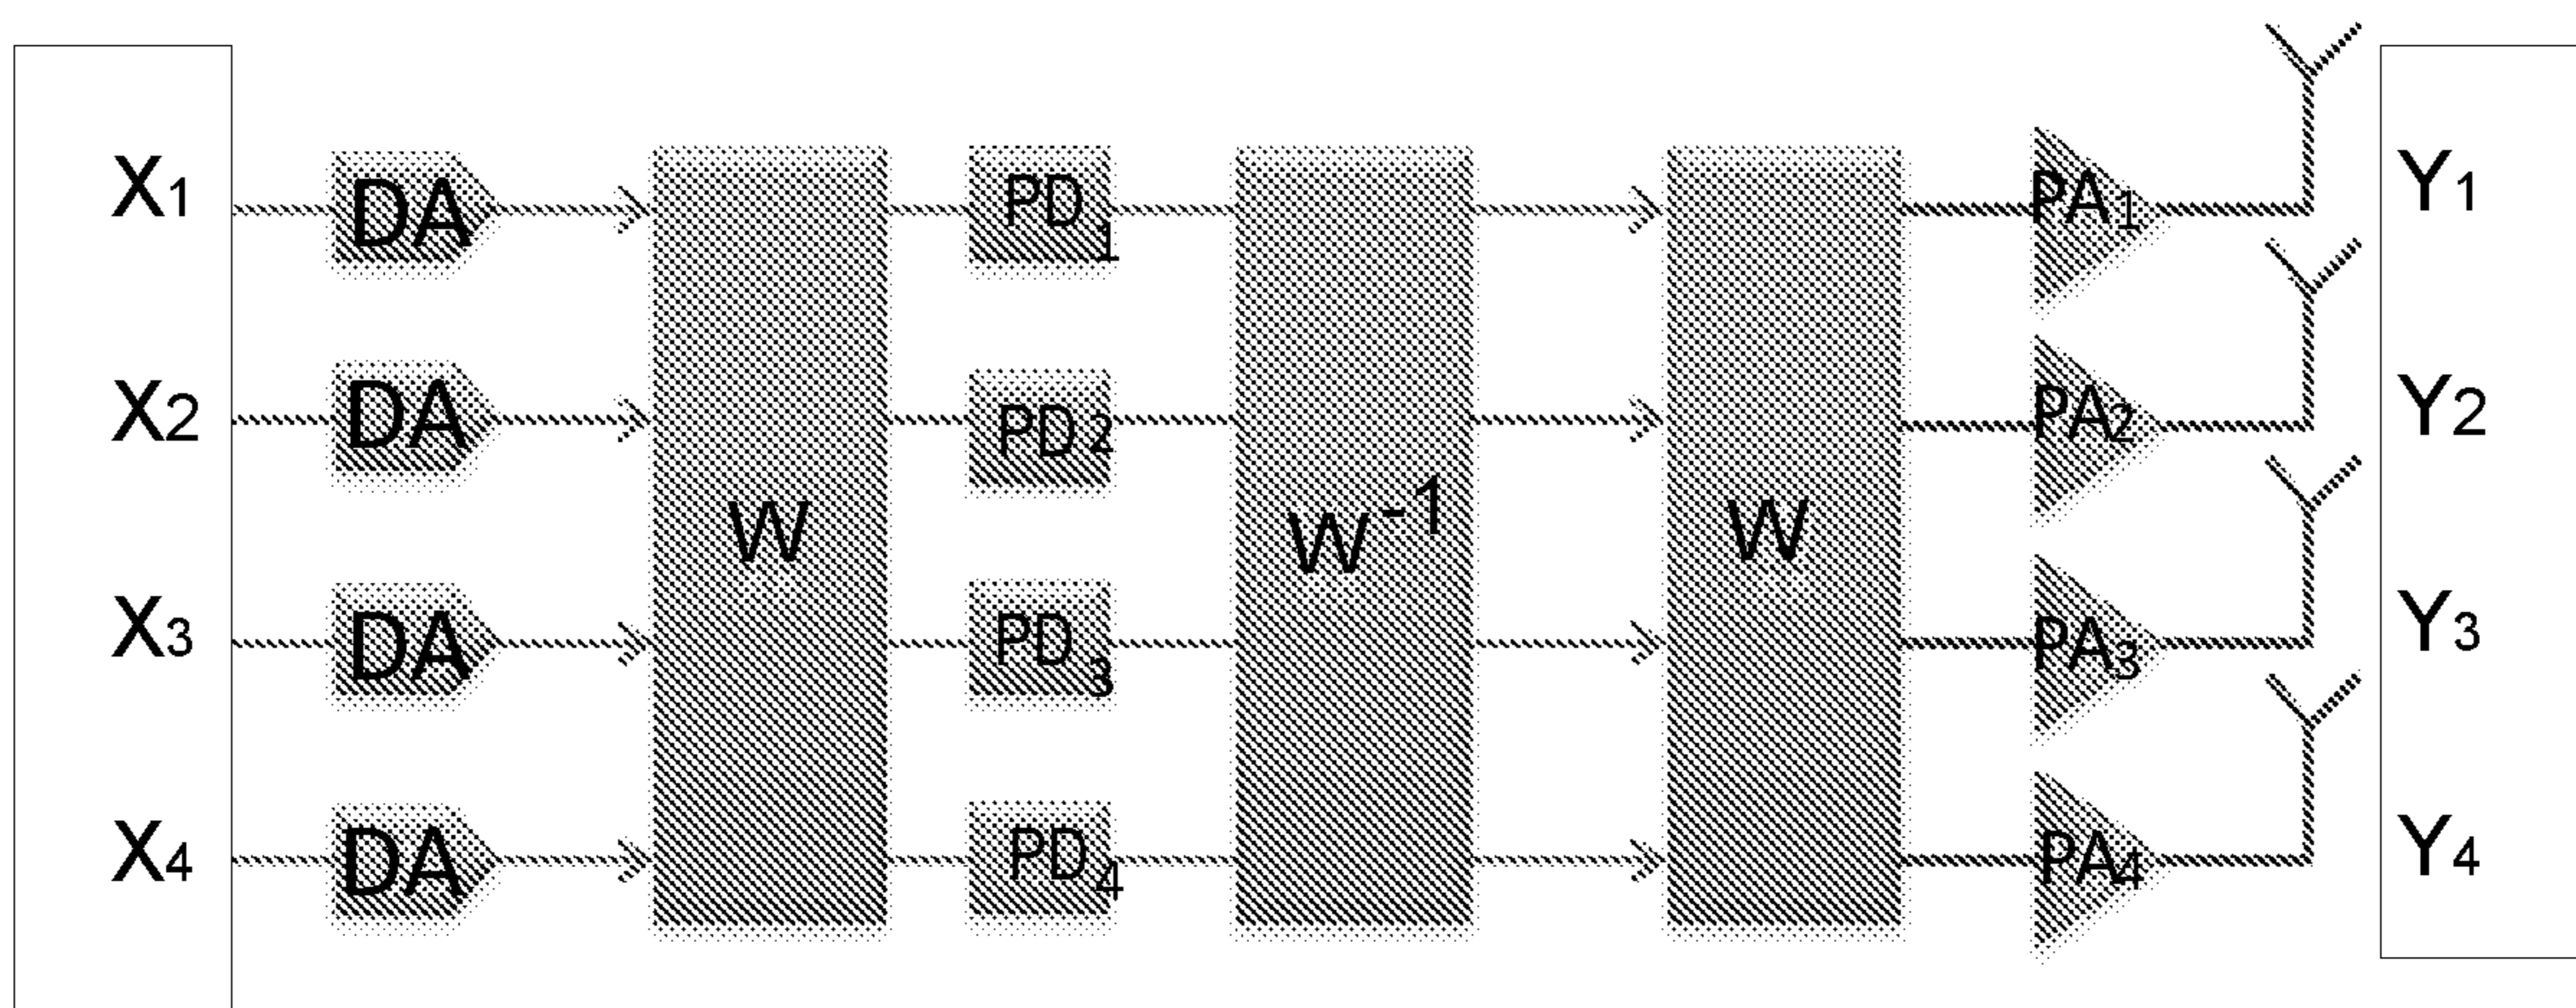 X1 DA PD1 PA1 Y1
X2 DA PD2 PA2 Y2
W W-1 W
X3 DA PD3 PA3 Y3
X4 DA PD4 PA4 Y4